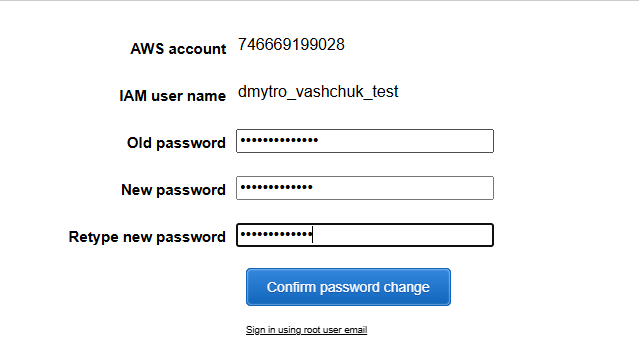 AWS account 746669199028
IAM user name dmytro_vashchuk_test
Old password ••••••••••••••
New password •••••••••••••
Retype new password •••••••••••••
Confirm password change
Sign in using root user email